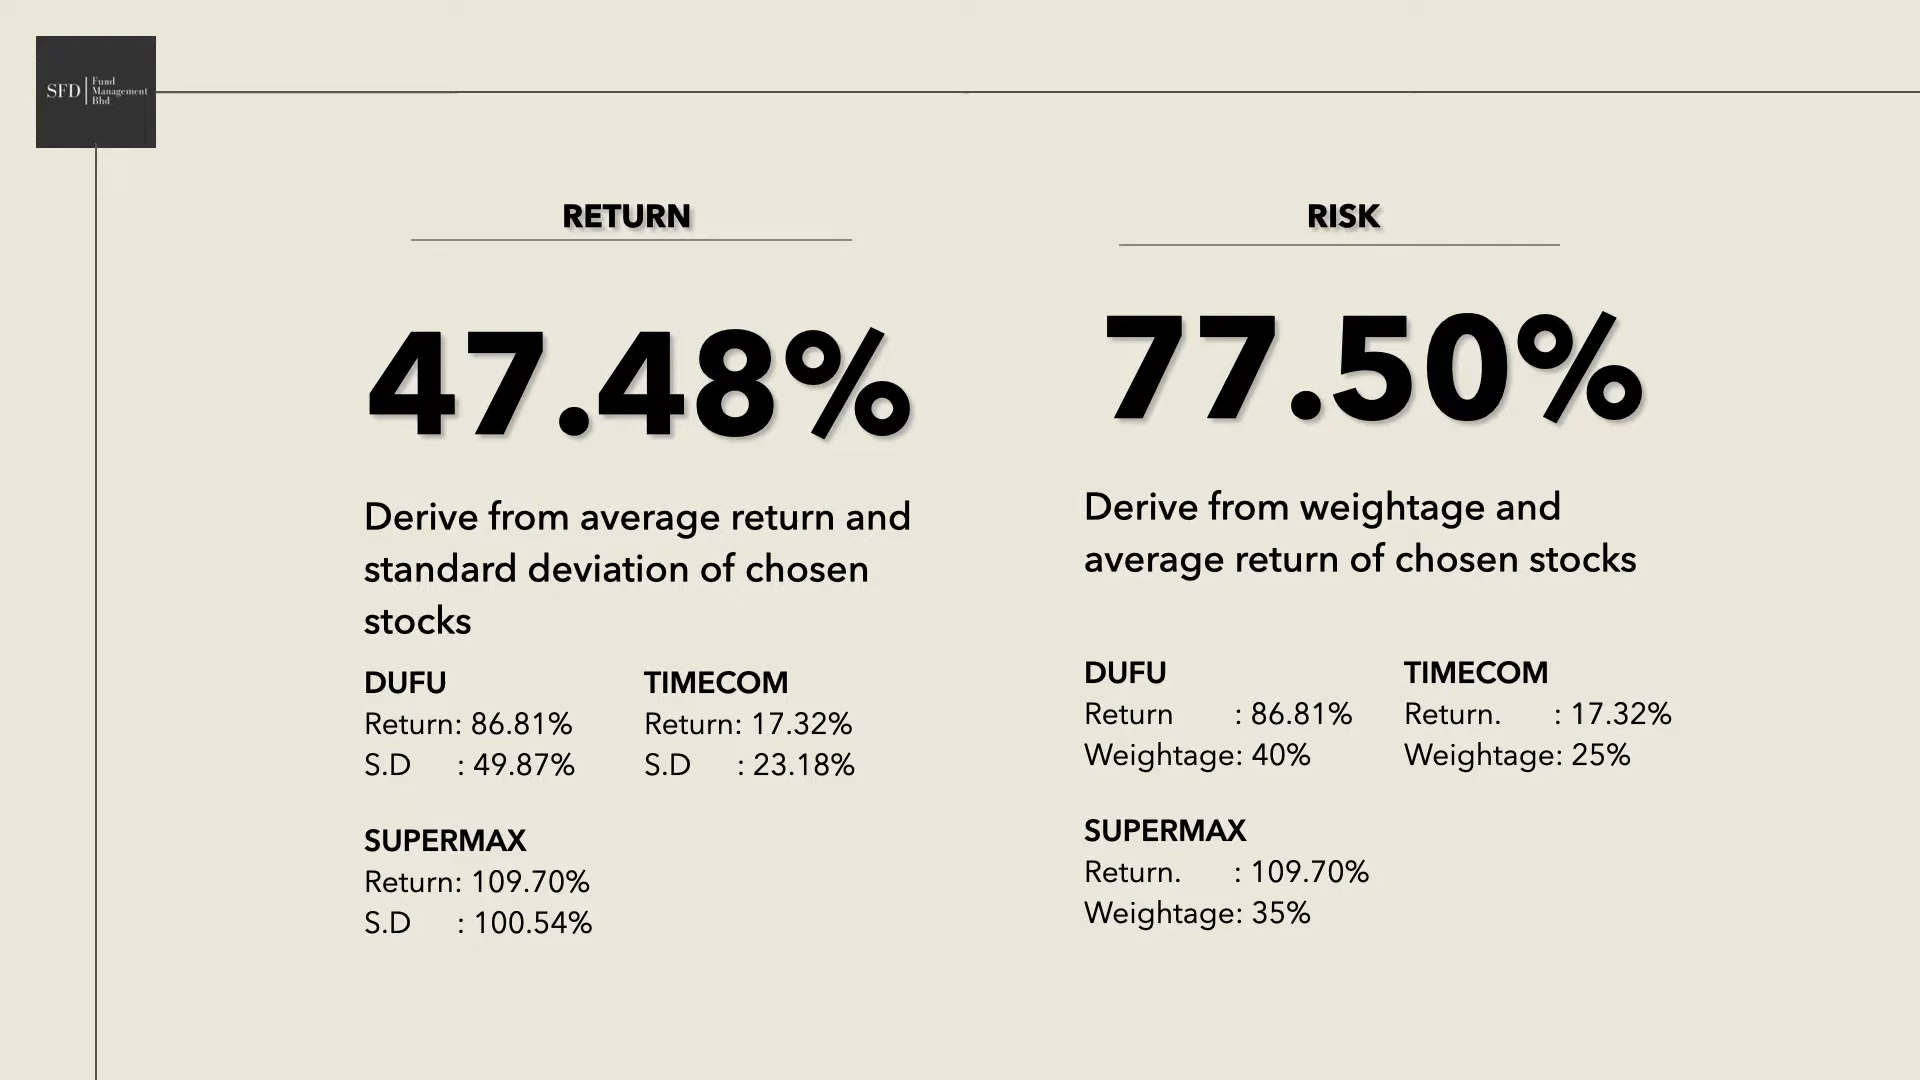 SFD
Fund
Management
Bhd
RETURN
47.48%
Derive from average return and
standard deviation of chosen
stocks
DUFU
Return: 86.81%
S.D : 49.87%
TIMECOM
Return: 17.32%
S.D : 23.18%
SUPERMAX
Return: 109.70%
S.D : 100.54%
RISK
77.50%
Derive from weightage and
average return of chosen stocks
DUFU
Return : 86.81%
Weightage: 40%
TIMECOM
Return. : 17.32%
Weightage: 25%
SUPERMAX
Return. : 109.70%
Weightage: 35%